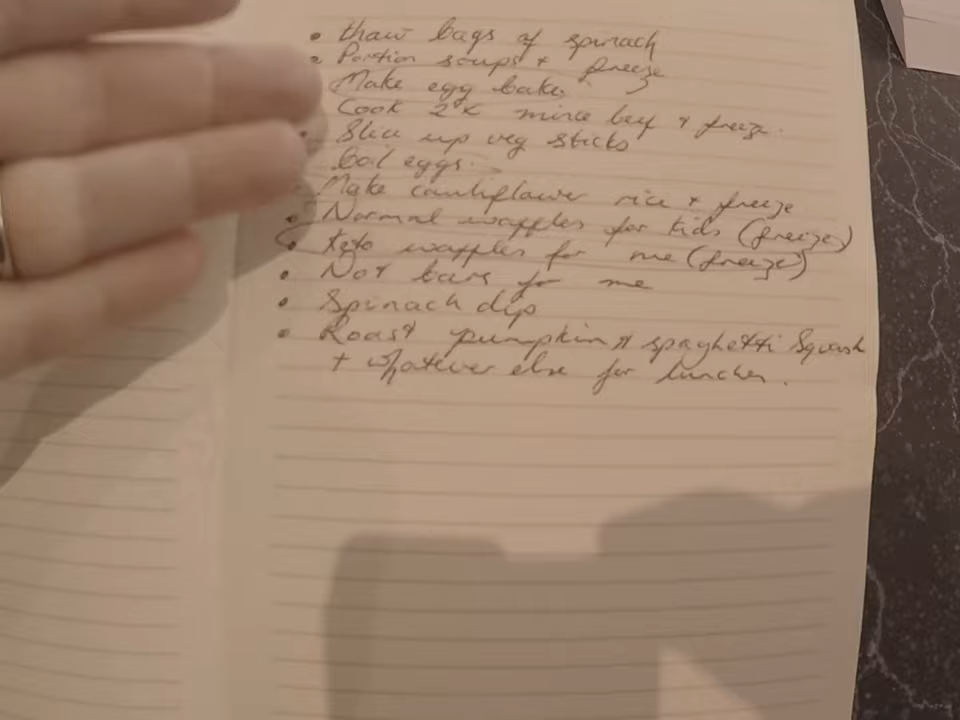 • thaw bags of spinach
• Portion soups + freeze
Make egg bake
Cook 2x mince beef + freeze.
• Slice up veg sticks
boil eggs.
• Make cauliflower rice + freeze
• Normal waffles for kids (freeze)
• Keto waffles for me (freeze)
• Nut bars for me
• Spinach dip
• Roast pumpkin + spaghetti Squash
+ whatever else for lunches.